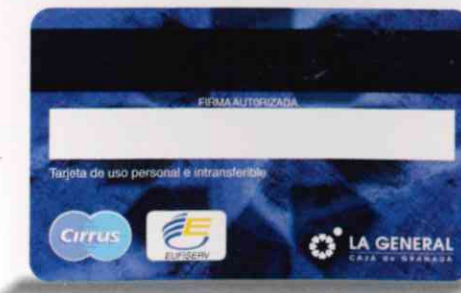 FIRMA AUTORIZADA
Tarjeta de uso personal e intransferible
Cirrus
EUFISERV
LA GENERAL
CAJA DE GRANADA